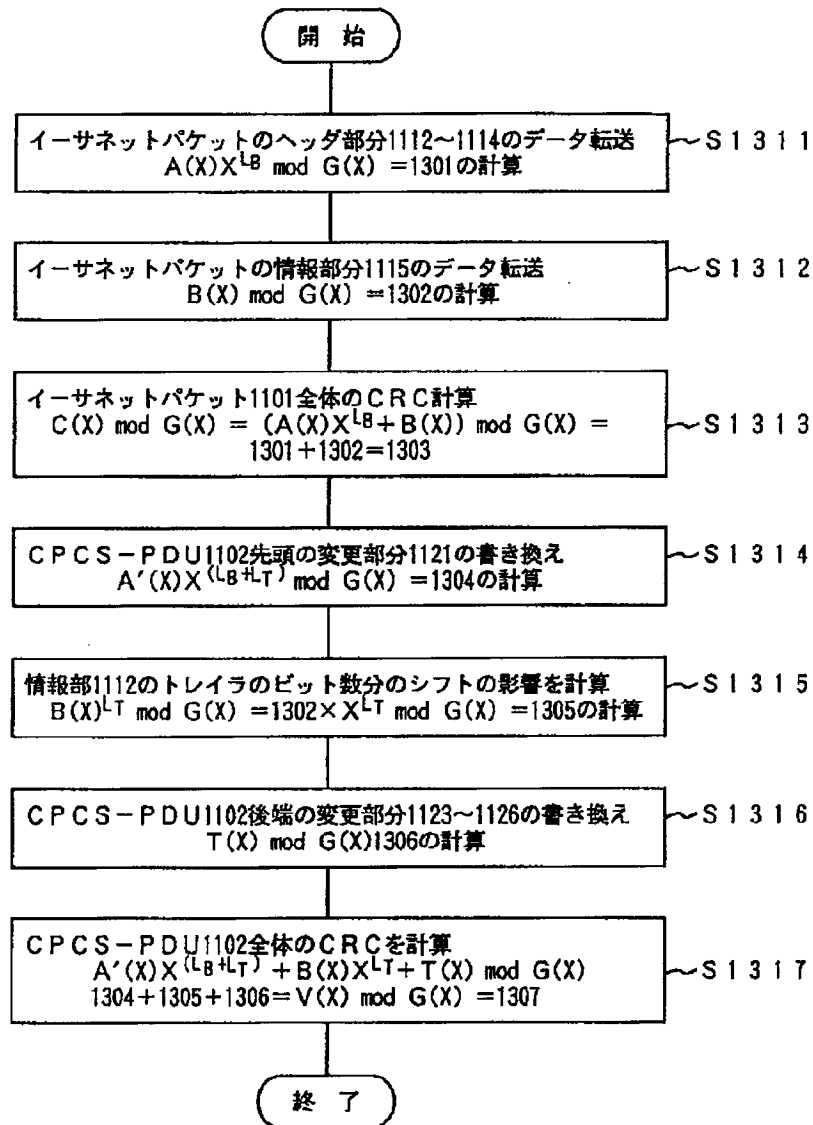 開 始
イーサネットパケットのヘッダ部分1112～1114のデータ転送
A(X)X^LB mod G(X) =1301の計算
～S1311
イーサネットパケットの情報部分1115のデータ転送
B(X) mod G(X) =1302の計算
～S1312
イーサネットパケット1101全体のCRC計算
C(X) mod G(X) = (A(X)X^LB+B(X)) mod G(X) =
1301+1302=1303
～S1313
CPCS-PDU1102先頭の変更部分1121の書き換え
A′(X)X^(LB+LT) mod G(X) =1304の計算
～S1314
情報部1112のトレイラのビット数分のシフトの影響を計算
B(X)^LT mod G(X) =1302×X^LT mod G(X) =1305の計算
～S1315
CPCS-PDU1102後端の変更部分1123～1126の書き換え
T(X) mod G(X)1306の計算
～S1316
CPCS-PDU1102全体のCRCを計算
A′(X)X^(LB+LT) +B(X)X^LT+T(X) mod G(X)
1304+1305+1306=V(X) mod G(X) =1307
～S1317
終 了